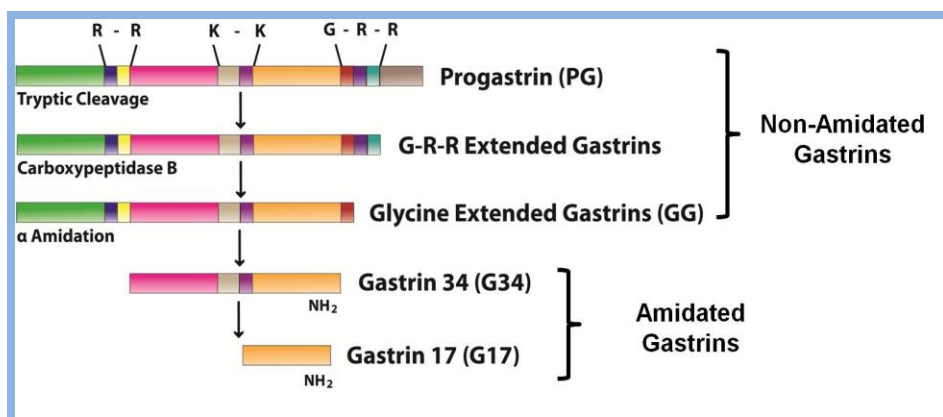 R - R K - K G - R - R
Progastrin (PG)
Tryptic Cleavage
G-R-R Extended Gastrins
Carboxypeptidase B
Glycine Extended Gastrins (GG)
α Amidation
Non-Amidated
Gastrins
Gastrin 34 (G34)
NH₂
Gastrin 17 (G17)
NH₂
Amidated
Gastrins